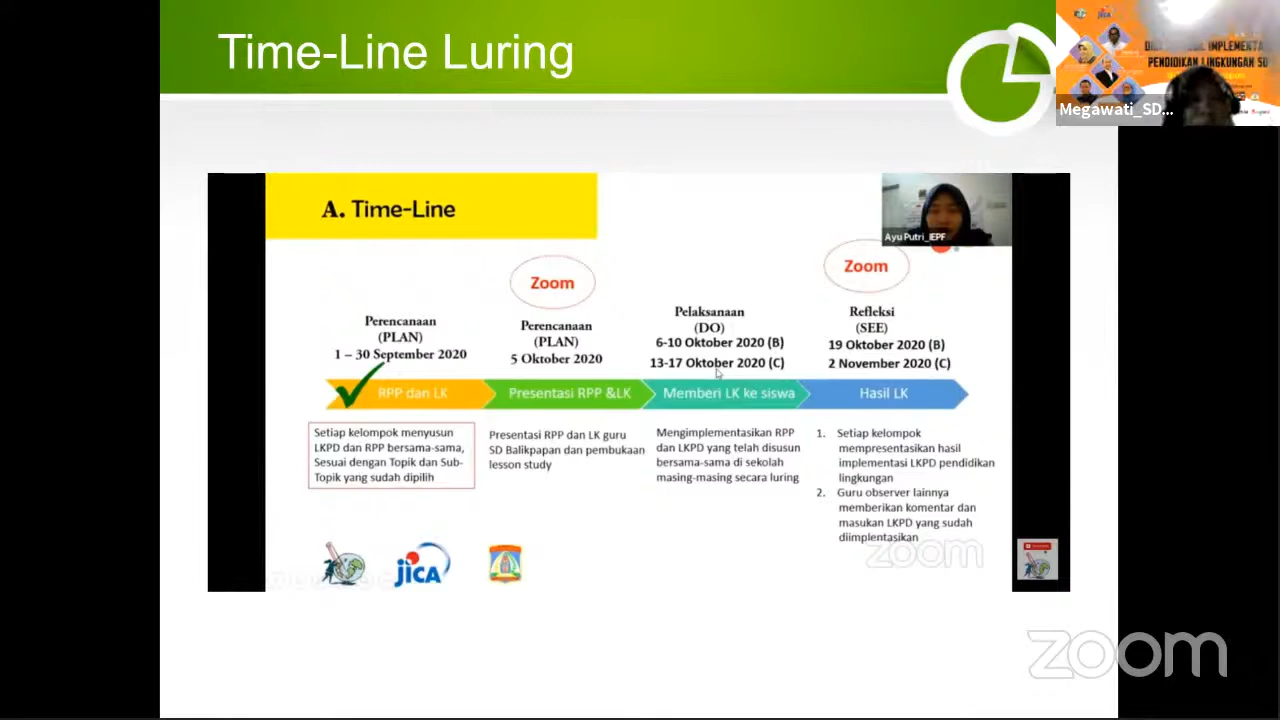 Time-Line Luring
JICA
PENDIDIKAN LINGKUNGAN SD
Megawati_SD...
A. Time-Line
Ayu Putri_IEPF
Zoom
Zoom
Perencanaan
(PLAN)
1 – 30 September 2020
Perencanaan
(PLAN)
5 Oktober 2020
Pelaksanaan
(DO)
6-10 Oktober 2020 (B)
13-17 Oktober 2020 (C)
Refleksi
(SEE)
19 Oktober 2020 (B)
2 November 2020 (C)
RPP dan LK
Presentasi RPP &LK
Memberi LK ke siswa
Hasil LK
Setiap kelompok menyusun
LKPD dan RPP bersama-sama,
Sesuai dengan Topik dan Sub-
Topik yang sudah dipilih
Presentasi RPP dan LK guru
SD Balikpapan dan pembukaan
lesson study
Mengimplementasikan RPP
dan LKPD yang telah disusun
bersama-sama di sekolah
masing-masing secara luring
1. Setiap kelompok
mempresentasikan hasil
implementasi LKPD pendidikan
lingkungan
2. Guru observer lainnya
memberikan komentar dan
masukan LKPD yang sudah
diimplentasikan
jICA
zoom
zoom